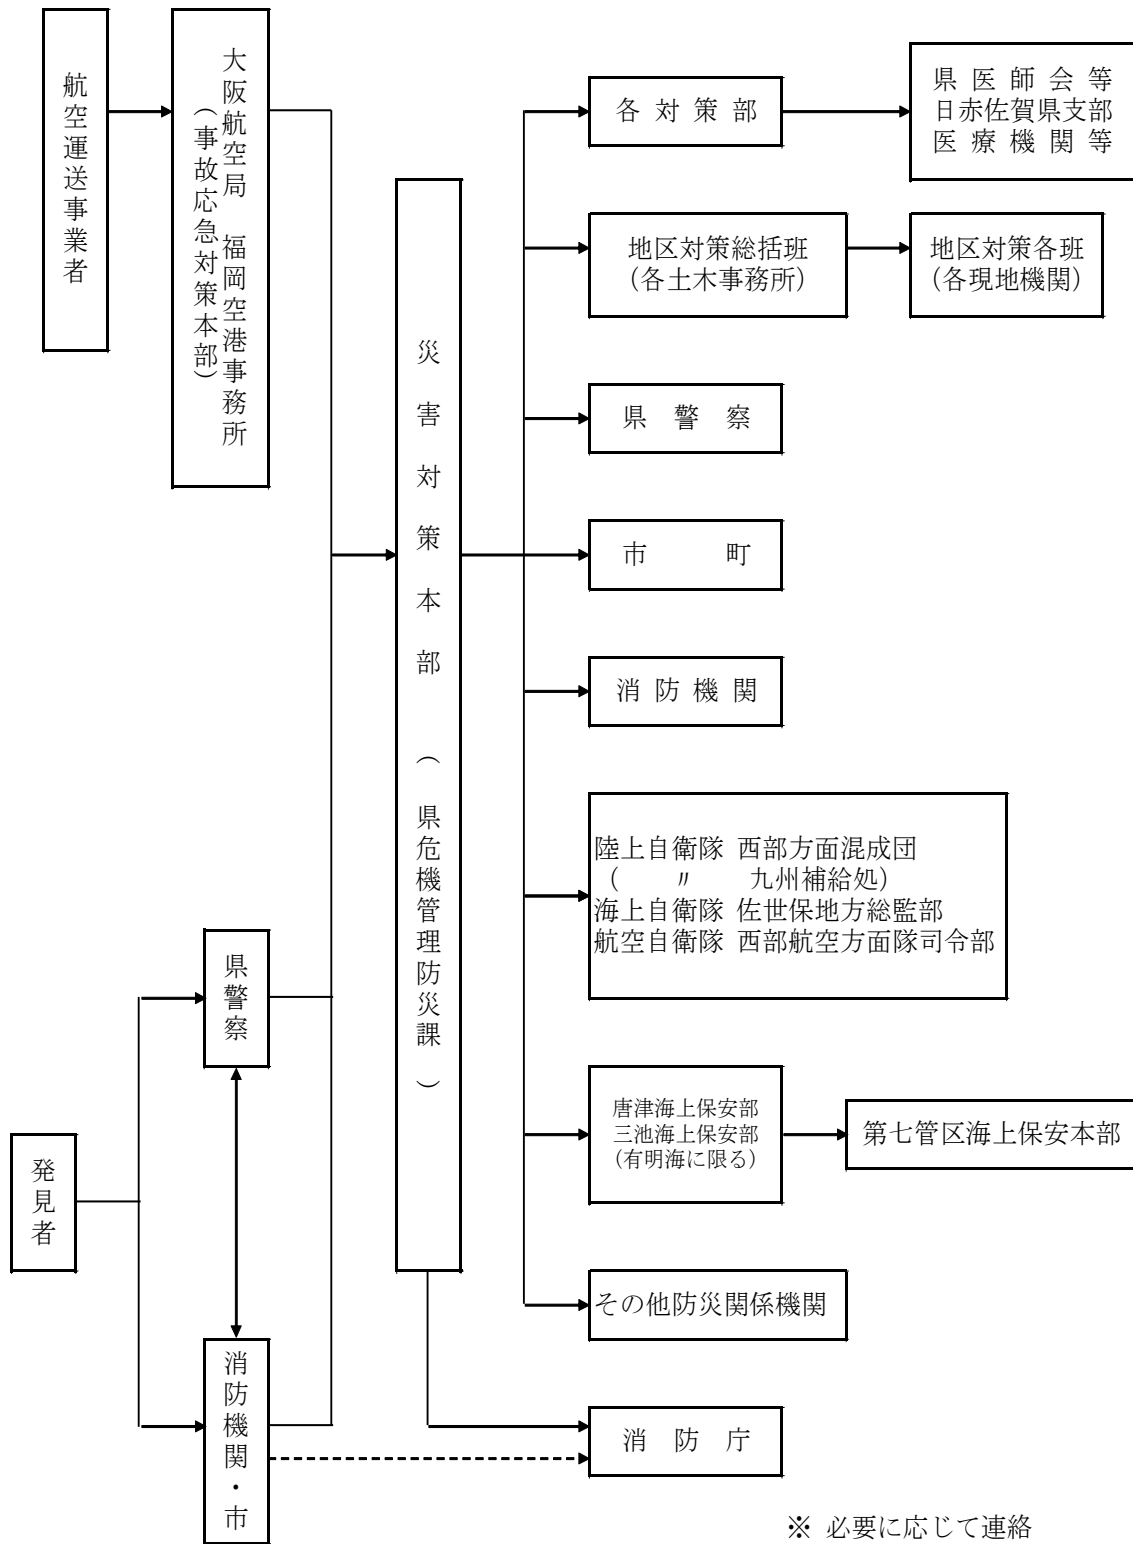 航空運送事業者
大阪航空局 福岡空港事務所
（事故応急対策本部）
発見者
県警察
消防機関・市
災害対策本部（県危機管理防災課）
各対策部
県医師会等
日赤佐賀県支部
医療機関等
地区対策総括班
(各土木事務所)
地区対策各班
(各現地機関)
県警察
市町
消防機関
陸上自衛隊 西部方面混成団
( 〃 九州補給処)
海上自衛隊 佐世保地方総監部
航空自衛隊 西部航空方面隊司令部
唐津海上保安部
三池海上保安部
(有明海に限る)
第七管区海上保安本部
その他防災関係機関
消防庁
※ 必要に応じて連絡